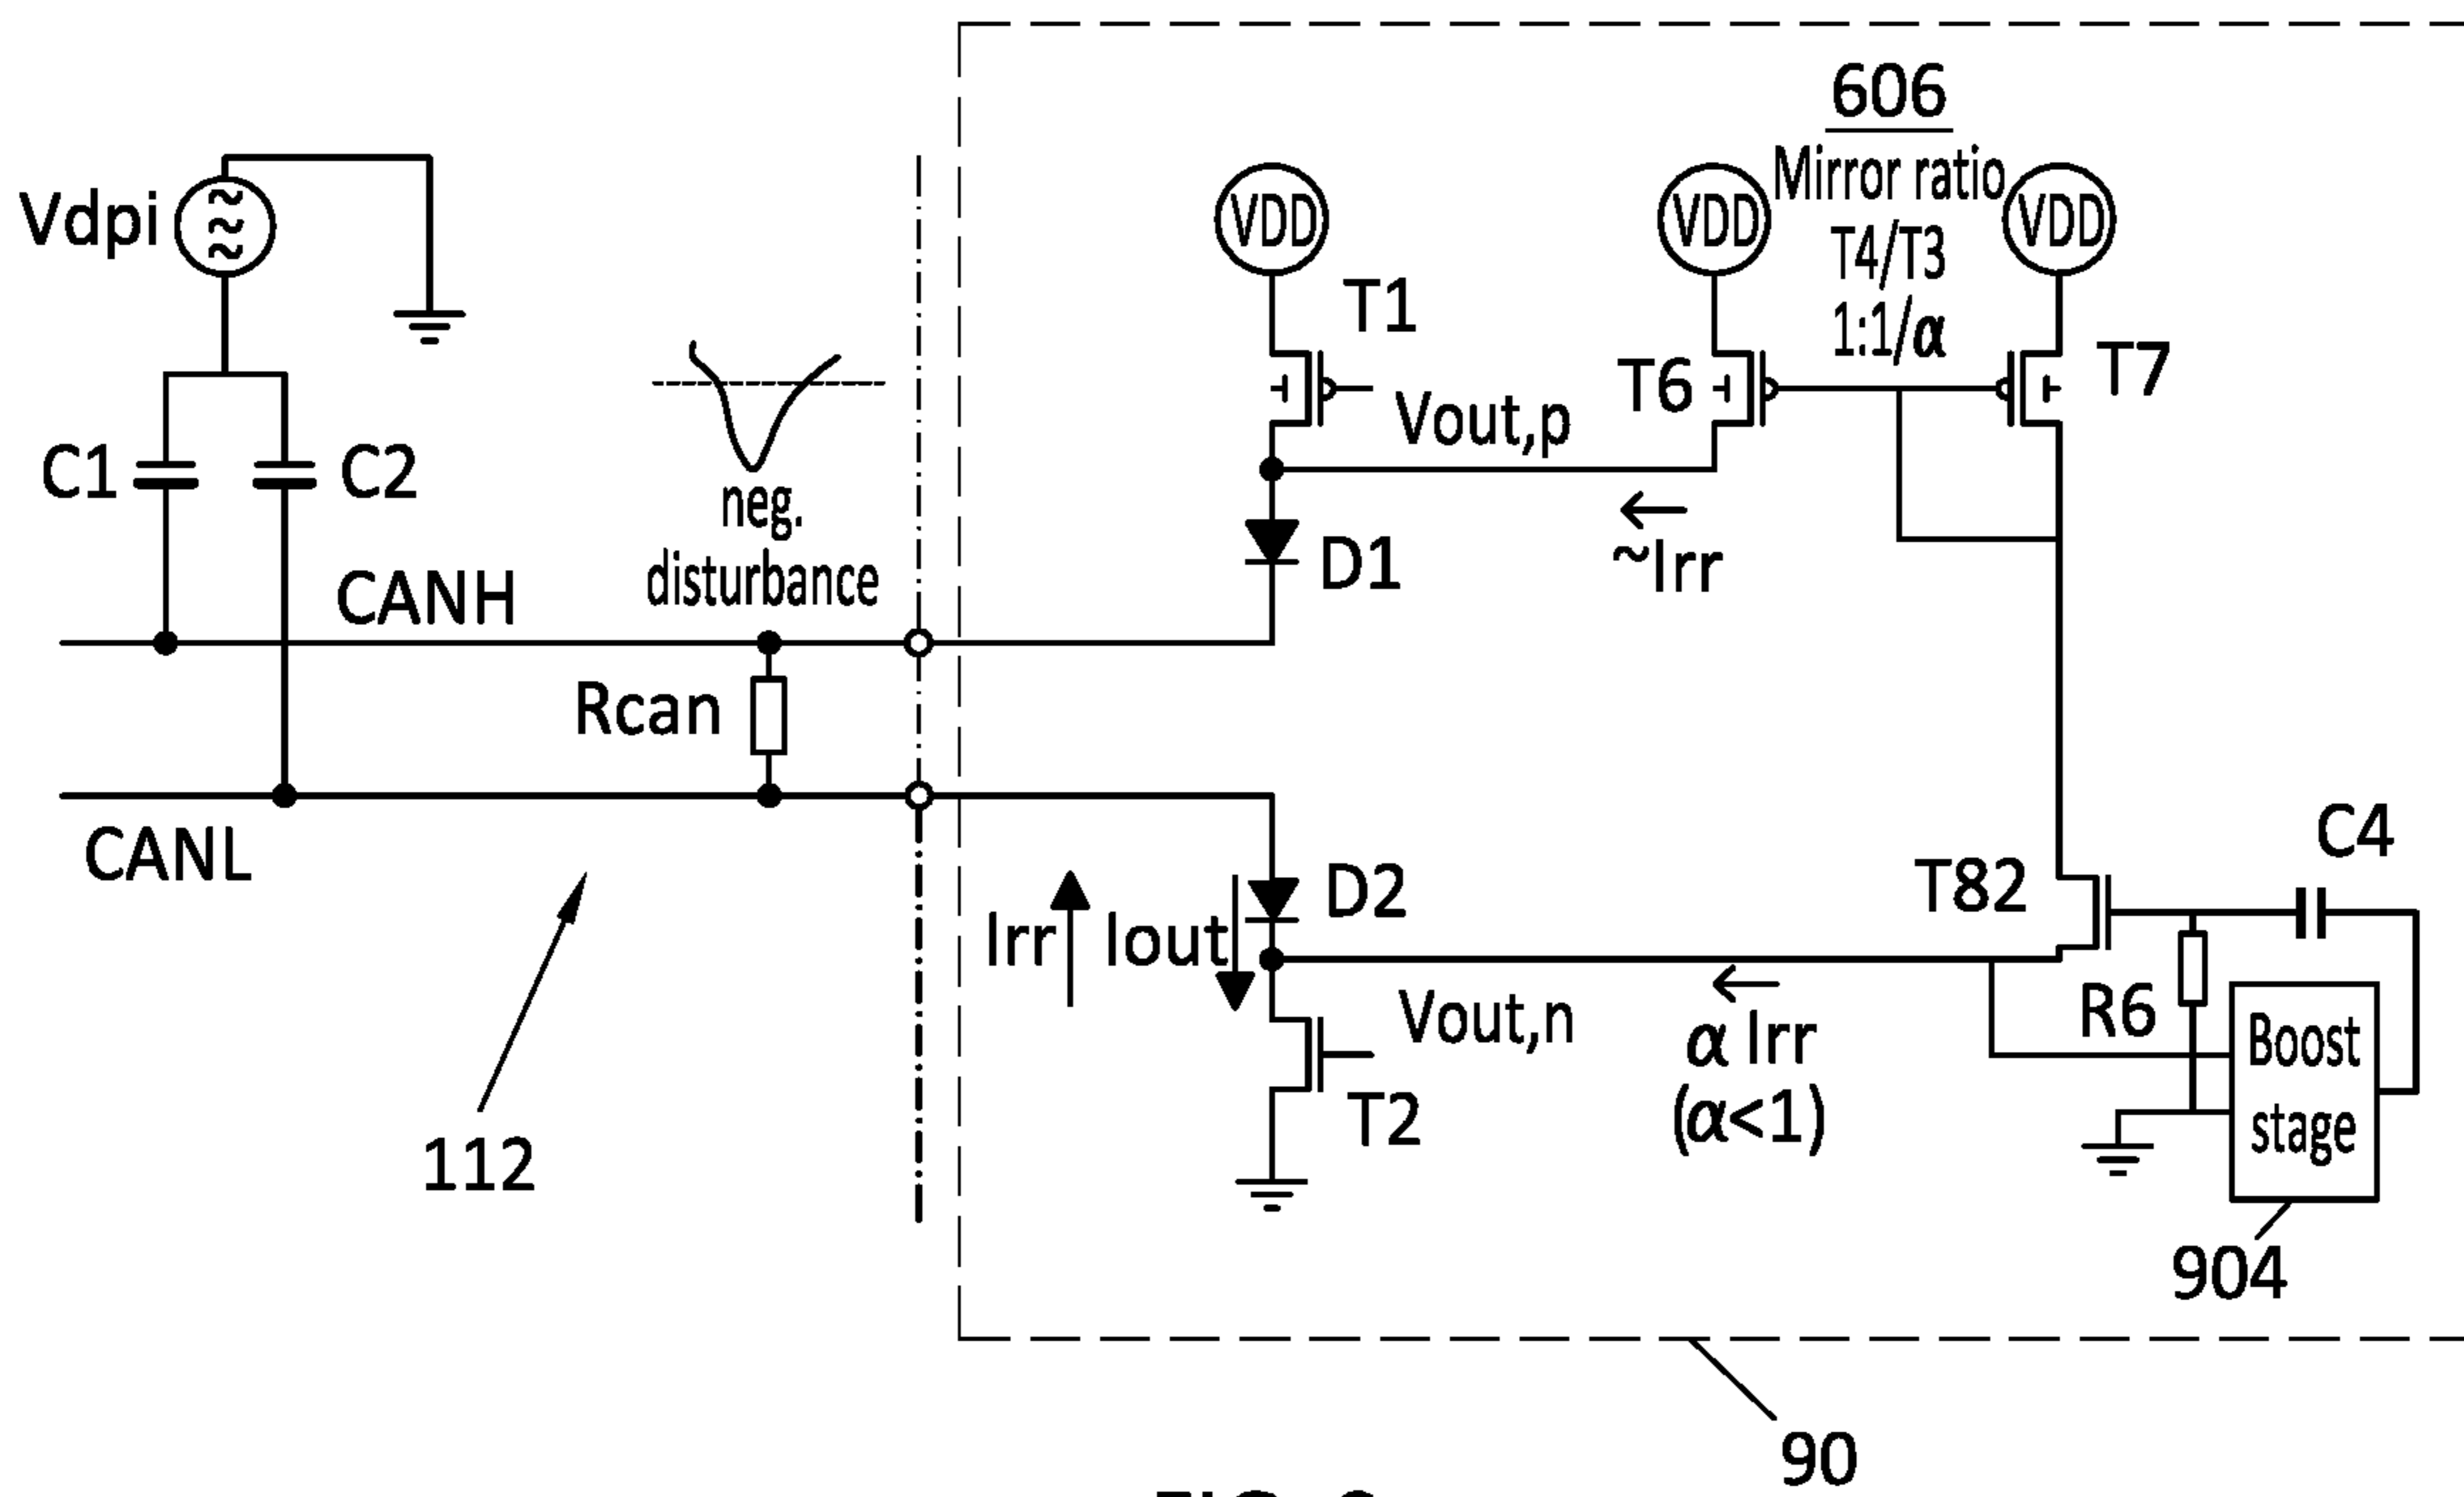 606
Mirror ratio
T4/T3
1:1/α
VDD
VDD
VDD
Vdpi
T1
T6
T7
Vout,p
C1
C2
neg.
disturbance
~Irr
D1
CANH
Rcan
CANL
C4
T82
D2
Irr
Iout
Vout,n
α Irr
(α<1)
R6
Boost
stage
T2
112
904
90